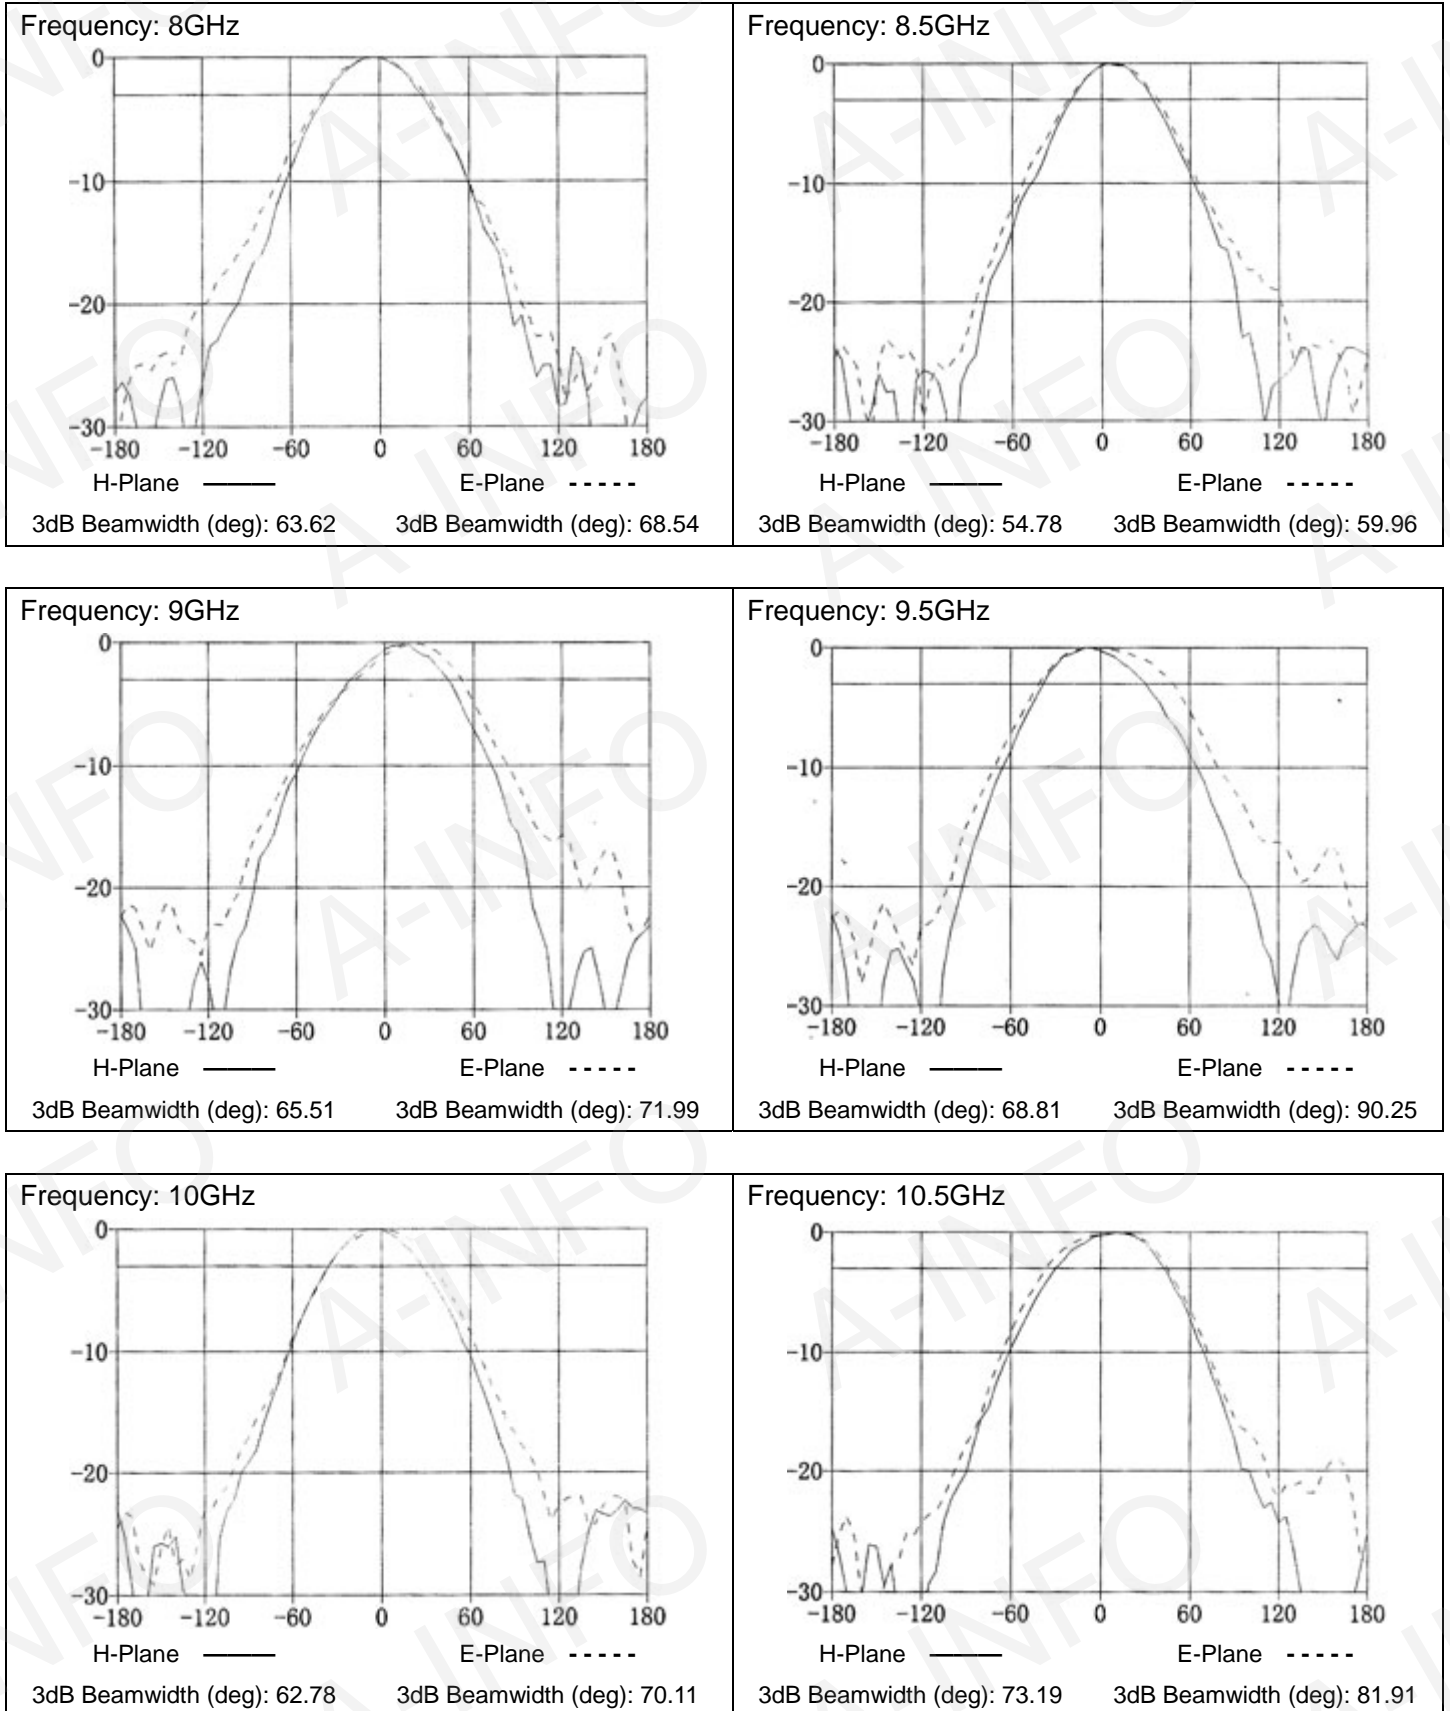 Frequency: 8GHz
0
-10
-20
-30
-180 -120 -60 0 60 120 180
H-Plane E-Plane
3dB Beamwidth (deg): 63.62 3dB Beamwidth (deg): 68.54
Frequency: 8.5GHz
0
-10
-20
-30
-180 -120 -60 0 60 120 180
H-Plane E-Plane
3dB Beamwidth (deg): 54.78 3dB Beamwidth (deg): 59.96
Frequency: 9GHz
0
-10
-20
-30
-180 -120 -60 0 60 120 180
H-Plane E-Plane
3dB Beamwidth (deg): 65.51 3dB Beamwidth (deg): 71.99
Frequency: 9.5GHz
0
-10
-20
-30
-180 -120 -60 0 60 120 180
H-Plane E-Plane
3dB Beamwidth (deg): 68.81 3dB Beamwidth (deg): 90.25
Frequency: 10GHz
0
-10
-20
-30
-180 -120 -60 0 60 120 180
H-Plane E-Plane
3dB Beamwidth (deg): 62.78 3dB Beamwidth (deg): 70.11
Frequency: 10.5GHz
0
-10
-20
-30
-180 -120 -60 0 60 120 180
H-Plane E-Plane
3dB Beamwidth (deg): 73.19 3dB Beamwidth (deg): 81.91
A-INFO